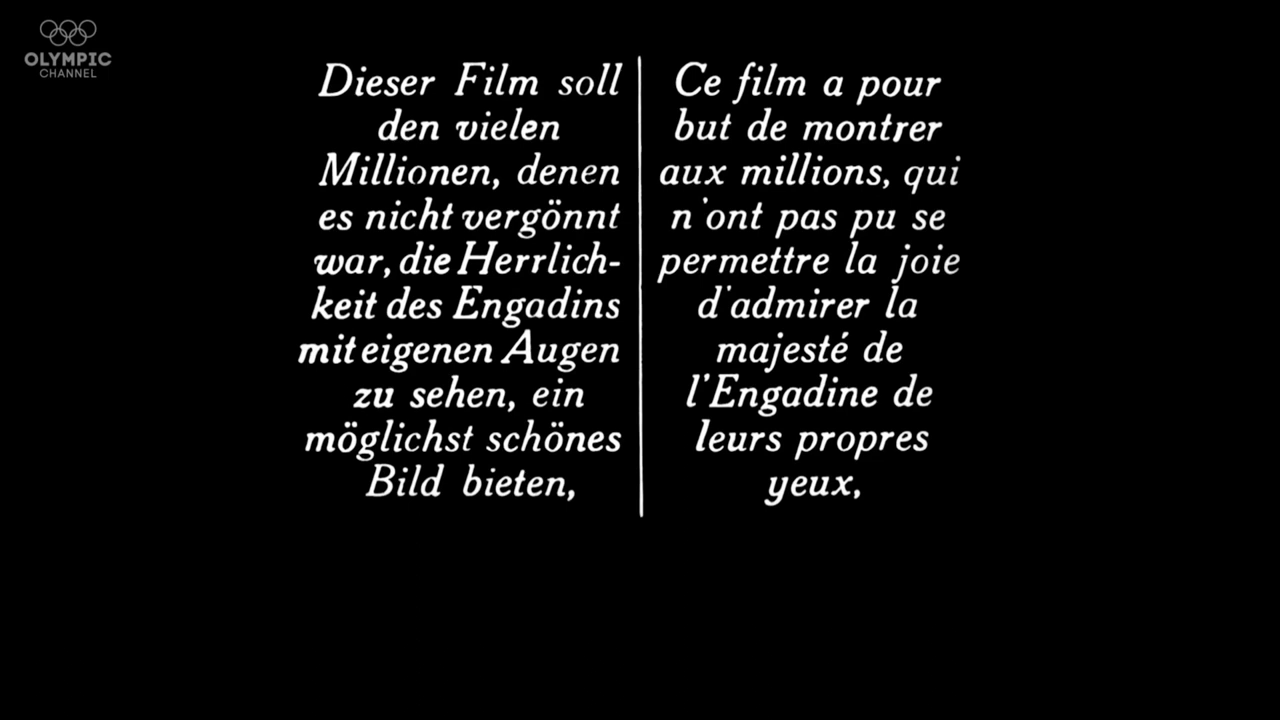 OLYMPIC
CHANNEL
Dieser Film soll
den vielen
Millionen, denen
es nicht vergönnt
war, die Herrlich-
keit des Engadins
mit eigenen Augen
zu sehen, ein
möglichst schönes
Bild bieten,
Ce film a pour
but de montrer
aux millions, qui
n'ont pas pu se
permettre la joie
d'admirer la
majesté de
l'Engadine de
leurs propres
yeux,